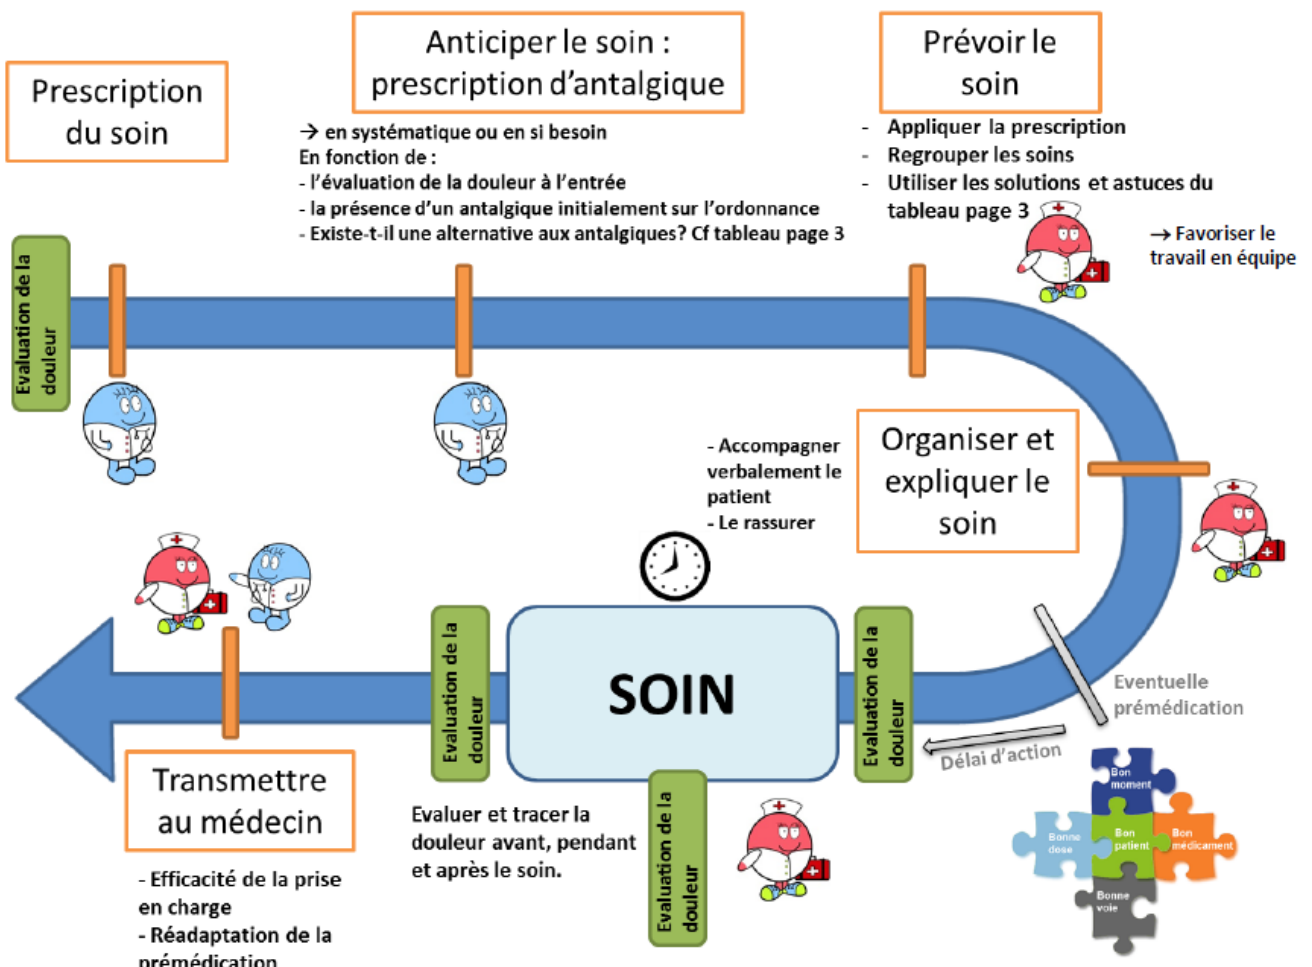 Prescription
du soin
Anticiper le soin :
prescription d'antalgique
→ en systématique ou en si besoin
En fonction de :
- l'évaluation de la douleur à l'entrée
- la présence d'un antalgique initialement sur l'ordonnance
- Existe-t-il une alternative aux antalgiques? Cf tableau page 3
Prévoir le
soin
- Appliquer la prescription
- Regrouper les soins
- Utiliser les solutions et astuces du
tableau page 3
→ Favoriser le
travail en équipe
Evaluation de la
douleur
- Accompagner
verbalement le
patient
- Le rassurer
Organiser et
expliquer le
soin
Eventuelle
prémédication
Délai d'action
Bon
moment
Bonne
dose
Bon
patient
Bon
médicament
Bonne
voie
Evaluation de la
douleur
SOIN
Evaluation de la
douleur
Evaluation de la
douleur
Evaluer et tracer la
douleur avant, pendant
et après le soin.
Transmettre
au médecin
- Efficacité de la prise
en charge
- Réadaptation de la
prémédication